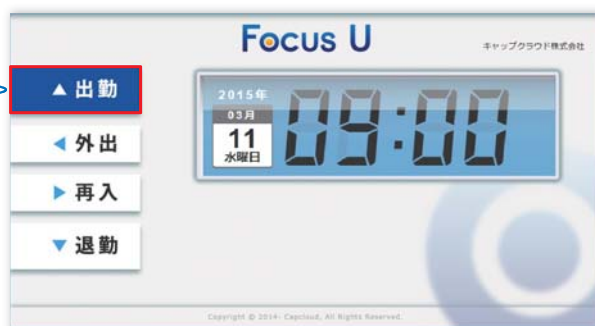 Focus U
キャップクラウド株式会社
▲出勤
◀外出
▶再入
▼退勤
2015年
03月
11
水曜日
09:00
Copyright © 2014- Capcloud, All Rights Reserved.